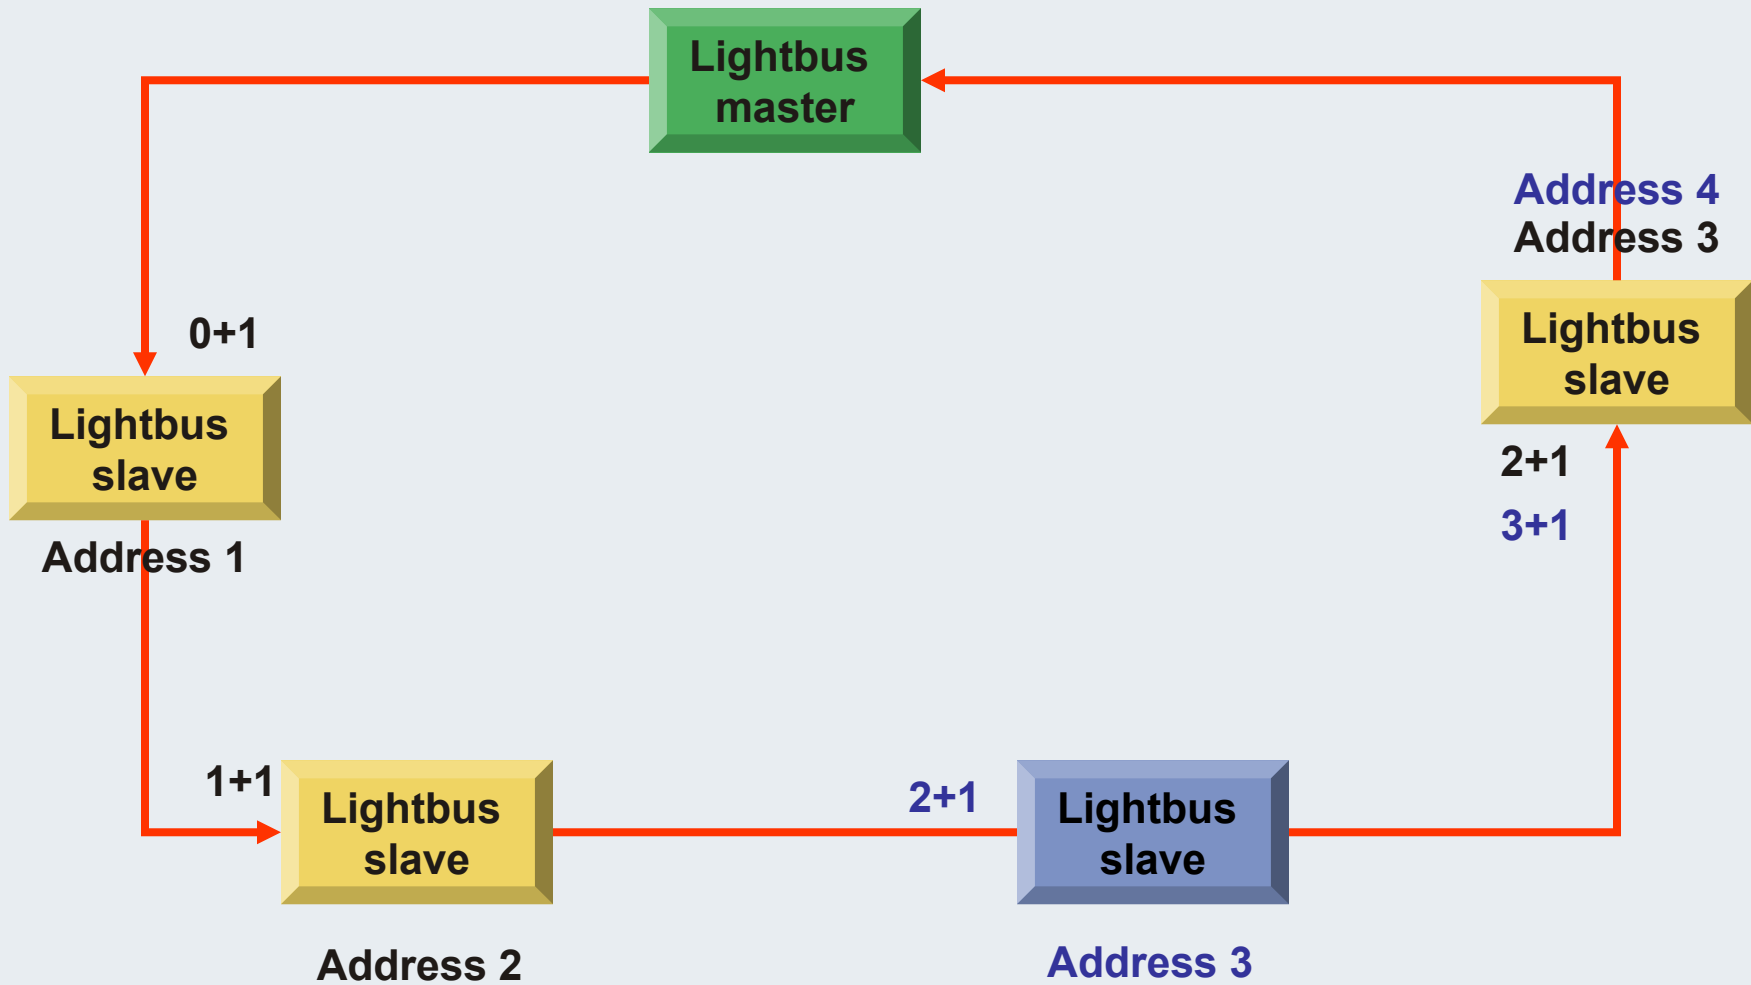 Lightbus
master
Address 4
Address 3
0+1
Lightbus
slave
Lightbus
slave
2+1
3+1
Address 1
1+1
Lightbus
slave
2+1
Lightbus
slave
Address 2
Address 3